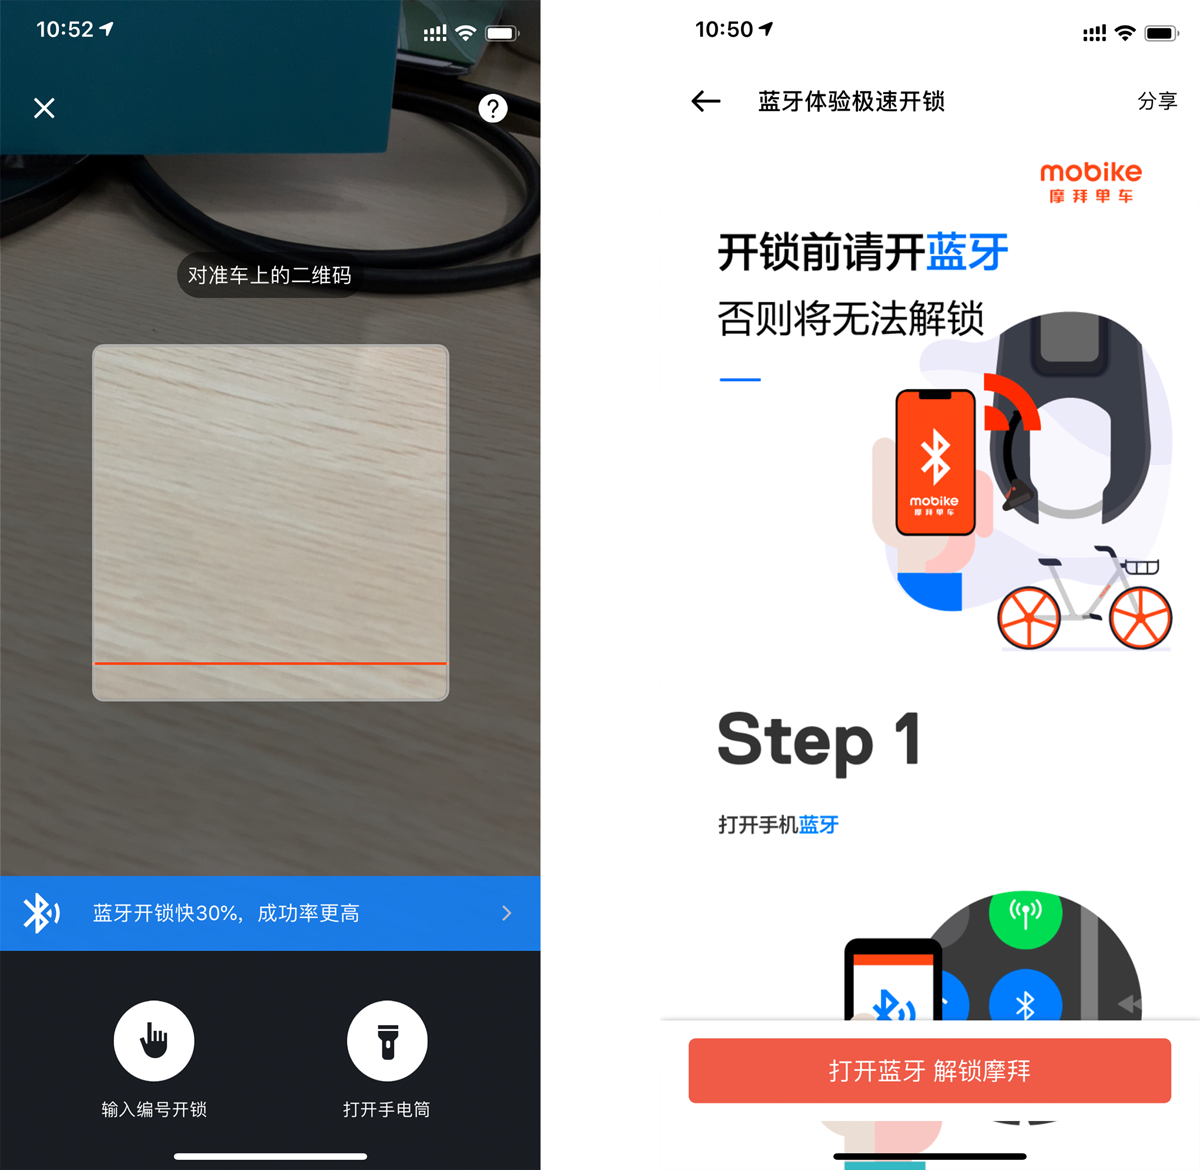 10:52
对准车上的二维码
蓝牙开锁快30%，成功率更高
输入编号开锁
打开手电筒
10:50
蓝牙体验极速开锁
分享
mobike
摩拜单车
开锁前请开蓝牙
否则将无法解锁
mobike
摩拜单车
Step 1
打开手机蓝牙
打开蓝牙 解锁摩拜